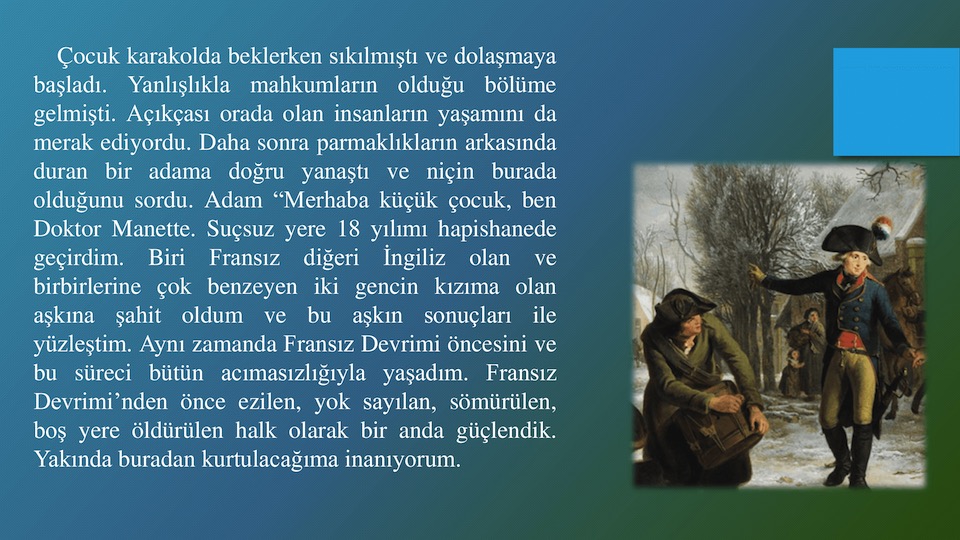 Çocuk karakolda beklerken sıkılmıştı ve dolaşmaya
başladı. Yanlışlıkla mahkumların olduğu bölüme
gelmişti. Açıkçası orada olan insanların yaşamını da
merak ediyordu. Daha sonra parmaklıkların arkasında
duran bir adama doğru yanaştı ve niçin burada
olduğunu sordu. Adam “Merhaba küçük çocuk, ben
Doktor Manette. Suçsuz yere 18 yılımı hapishanede
geçirdim. Biri Fransız diğeri İngiliz olan ve
birbirlerine çok benzeyen iki gencin kızıma olan
aşkına şahit oldum ve bu aşkın sonuçları ile
yüzleştim. Aynı zamanda Fransız Devrimi öncesini ve
bu süreci bütün acımasızlığıyla yaşadım. Fransız
Devrimi’nden önce ezilen, yok sayılan, sömürülen,
boş yere öldürülen halk olarak bir anda güçlendik.
Yakında buradan kurtulacağıma inanıyorum.